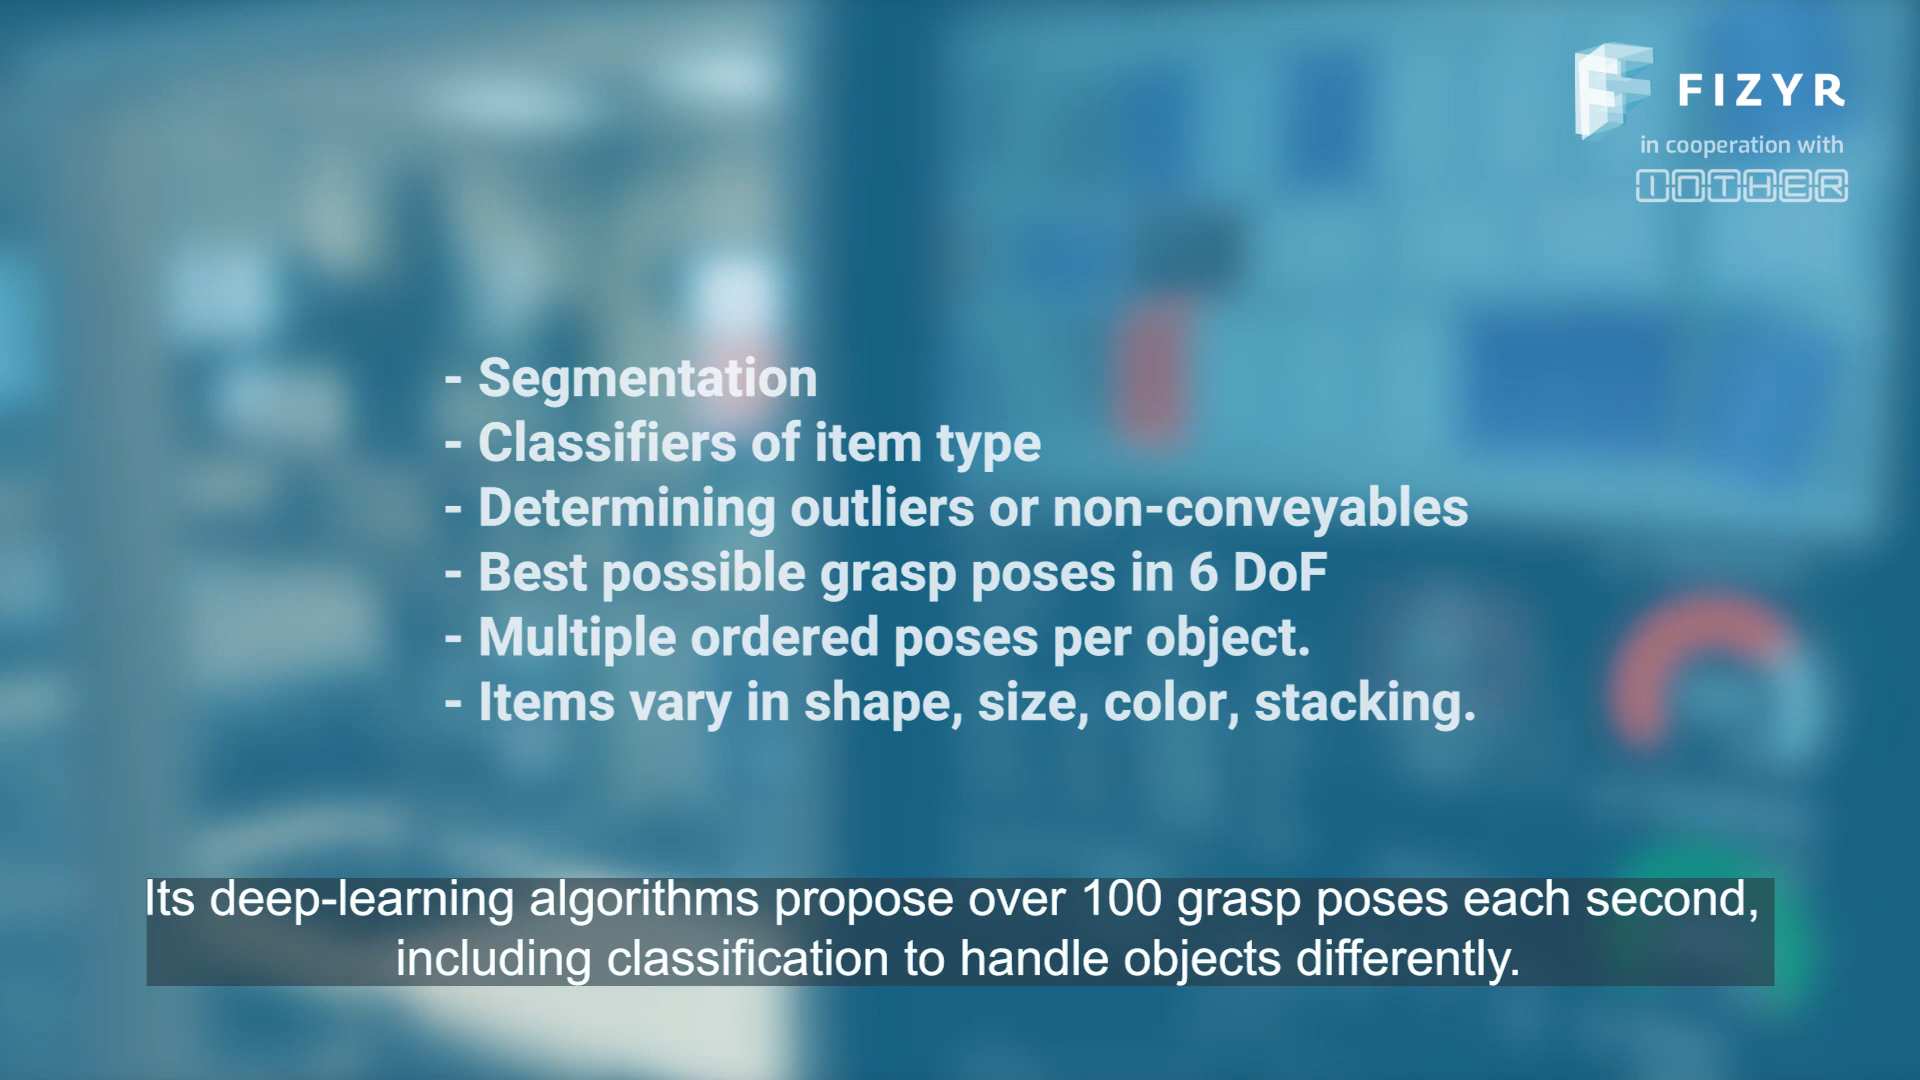 FIZYR
in cooperation with
INTHER
- Segmentation
- Classifiers of item type
- Determining outliers or non-conveyables
- Best possible grasp poses in 6 DoF
- Multiple ordered poses per object.
- Items vary in shape, size, color, stacking.
Its deep-learning algorithms propose over 100 grasp poses each second,
including classification to handle objects differently.